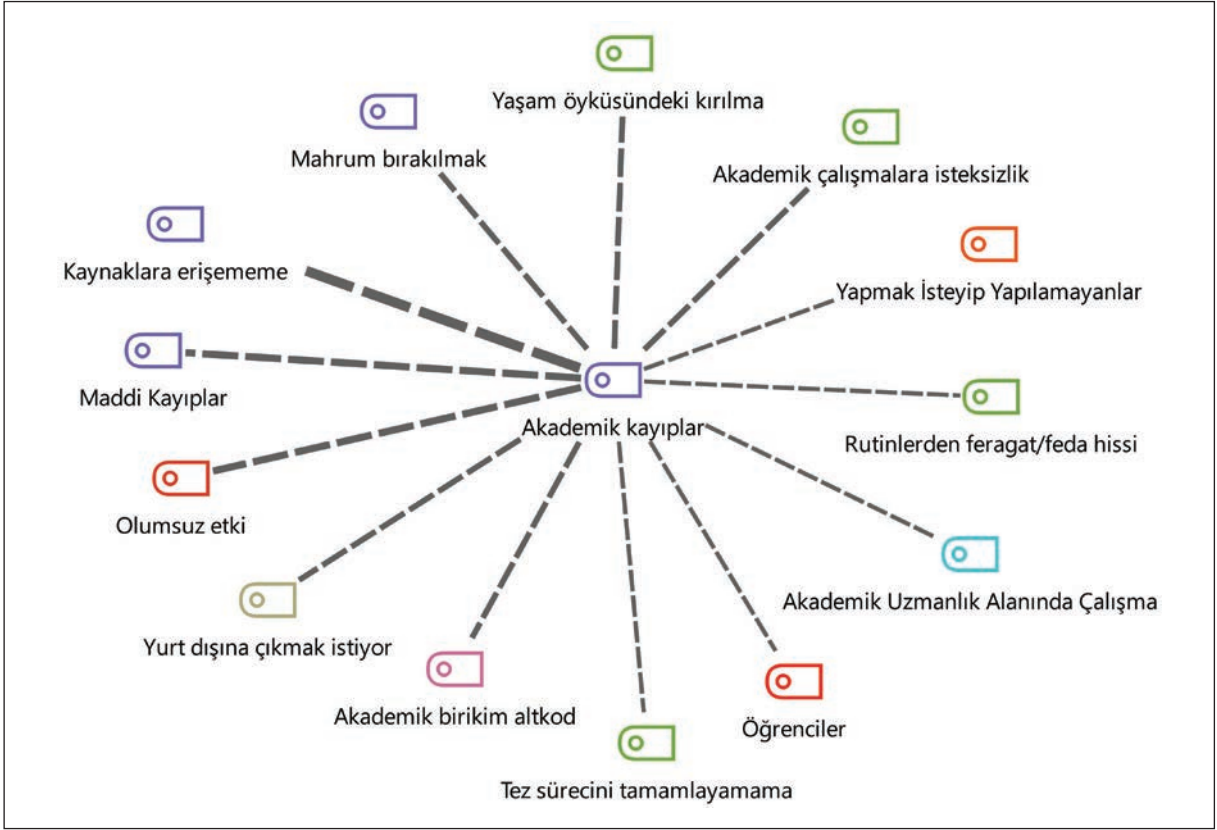 Yaşam öyküsündeki kırılma
Mahrum bırakılmak
Akademik çalışmalara isteksizlik
Kaynaklara erişememe
Yapmak İsteyip Yapılamayanlar
Maddi Kayıplar
Akademik kayıplar
Rutinlerden feragat/feda hissi
Olumsuz etki
Akademik Uzmanlık Alanında Çalışma
Yurt dışına çıkmak istiyor
Akademik birikim altkod
Öğrenciler
Tez sürecini tamamlayamama